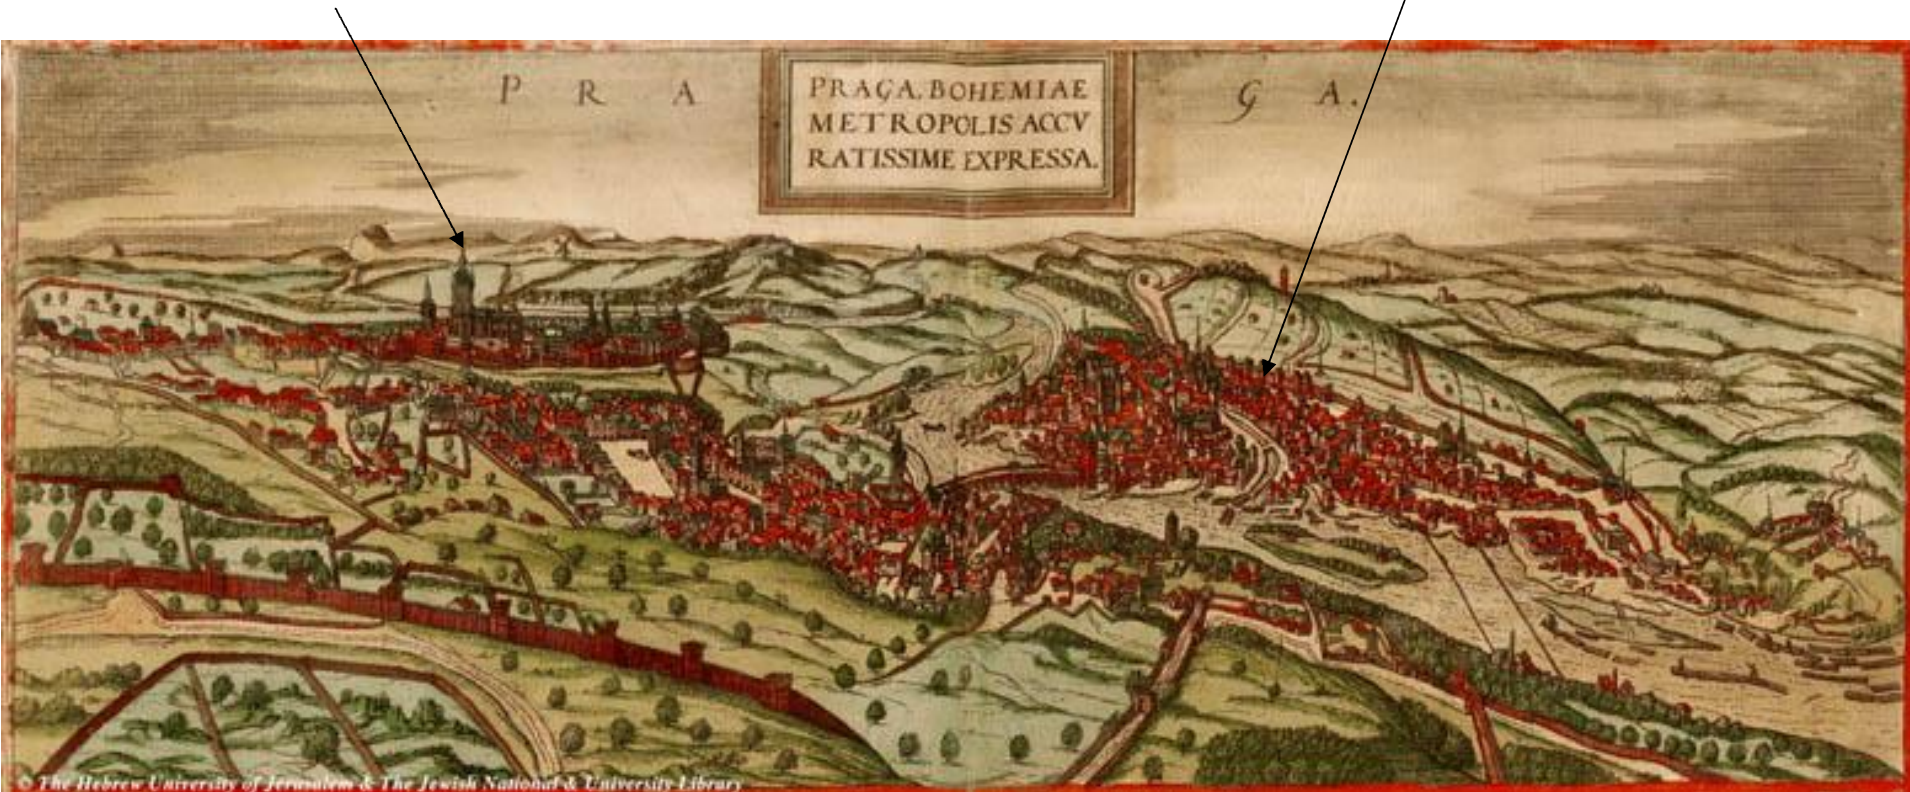 P R A G A.
PRAGA, BOHEMIAE
METROPOLIS ACCV
RATISSIME EXPRESSA.
© The Hebrew University of Jerusalem & The Jewish National & University Library